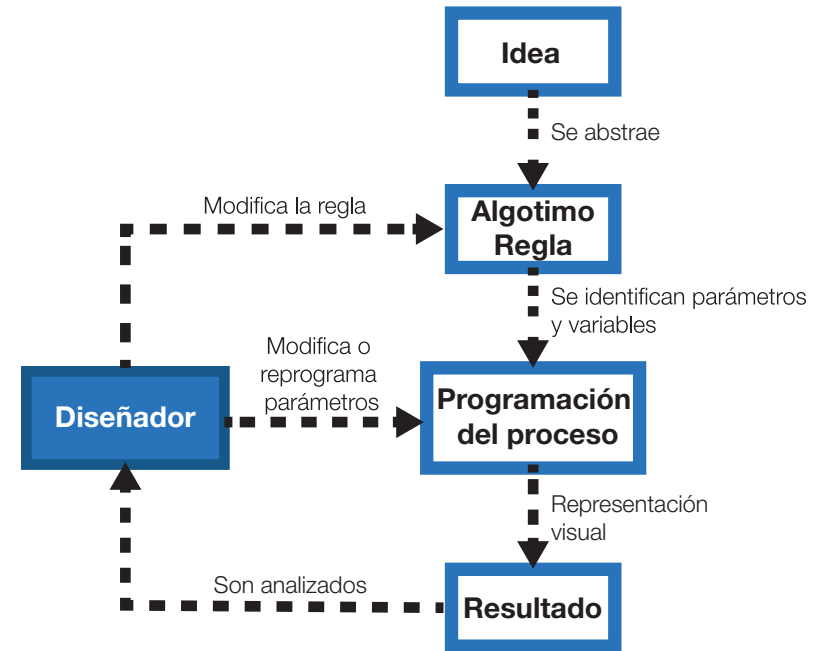 Idea
Se abstrae
Modifica la regla
Algotimo
Regla
Se identifican parámetros
y variables
Modifica o
reprograma
parámetros
Diseñador
Programación
del proceso
Representación
visual
Son analizados
Resultado